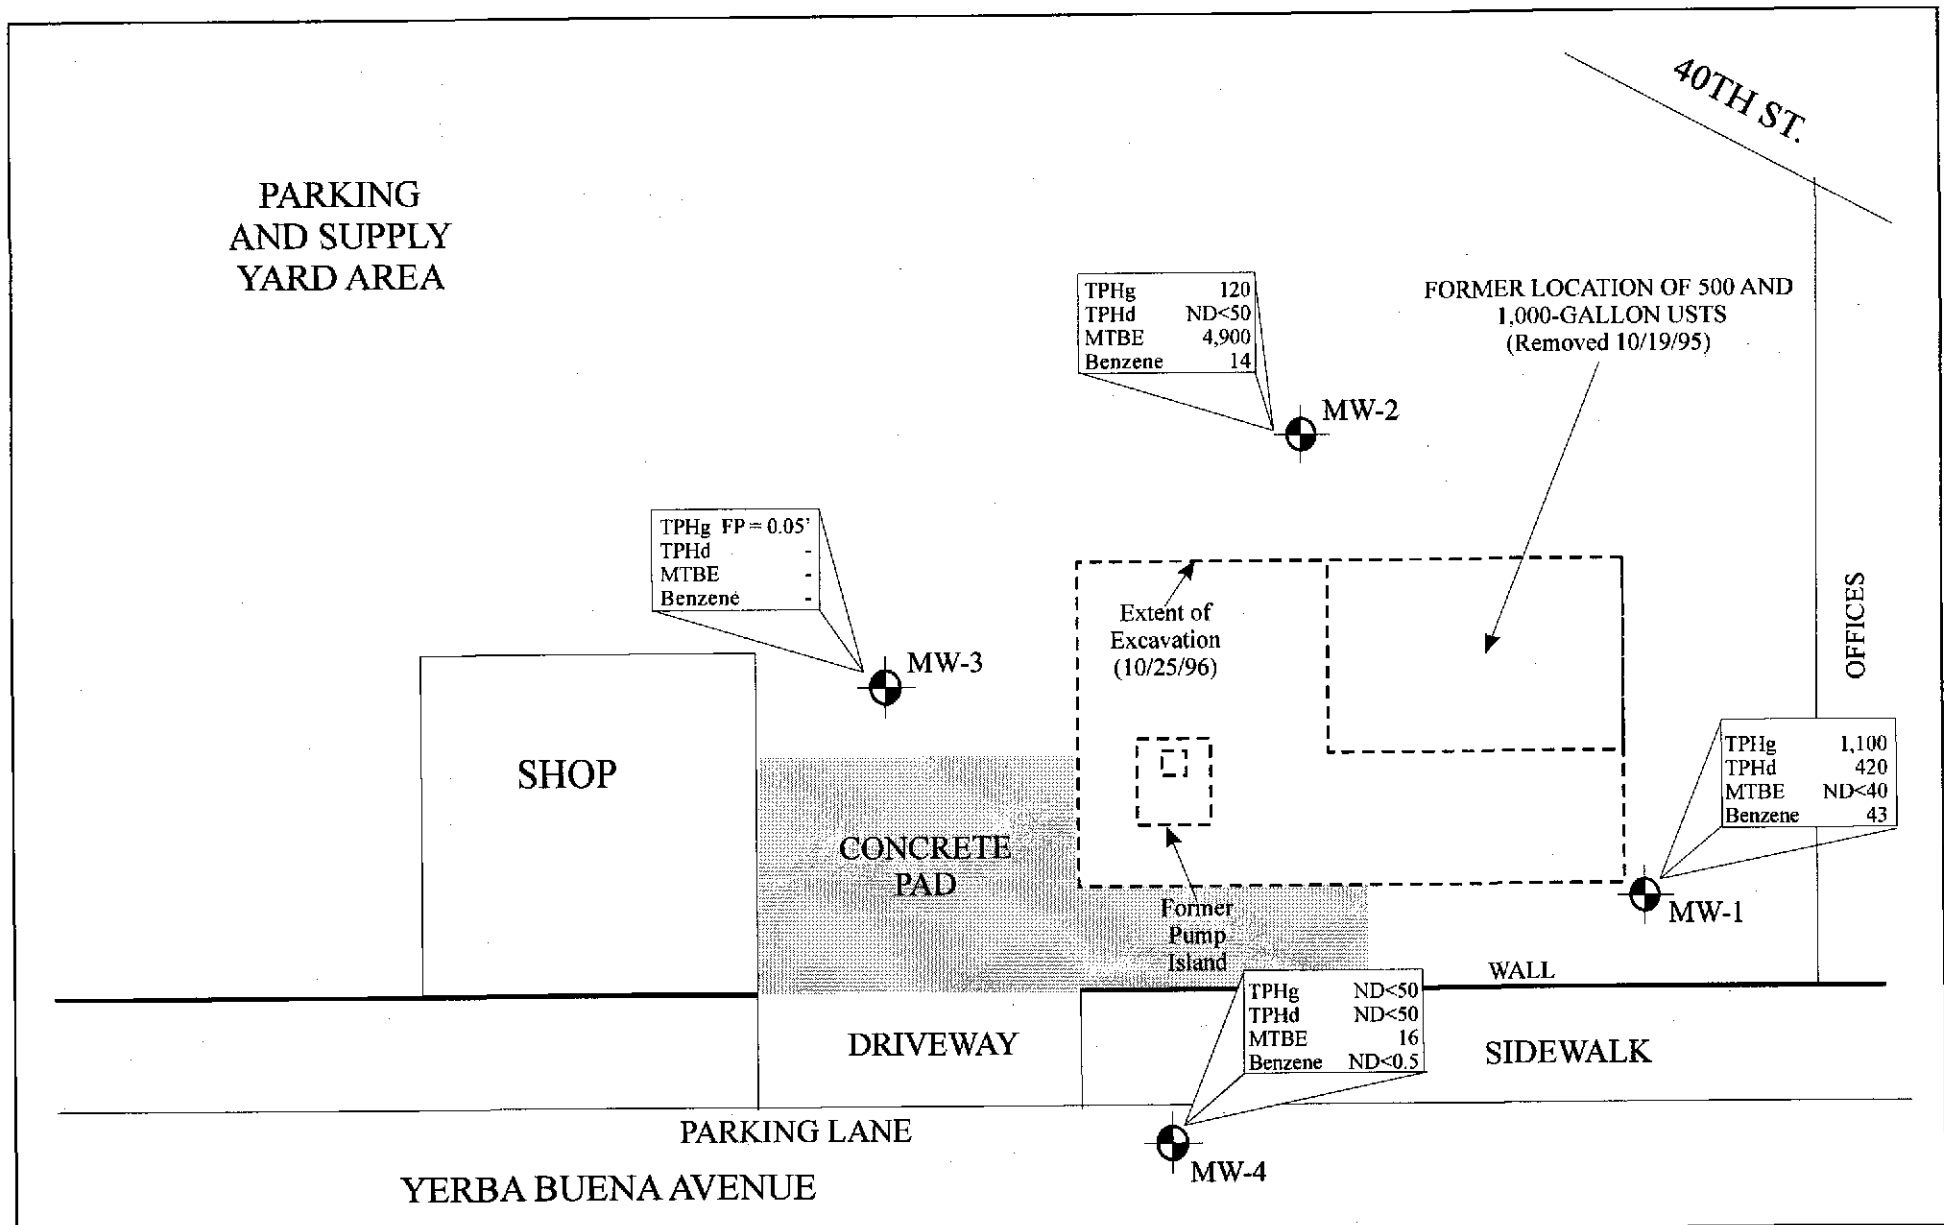 40TH ST.
PARKING
AND SUPPLY
YARD AREA
TPHg 120
TPHd ND<50
MTBE 4,900
Benzene 14
FORMER LOCATION OF 500 AND
1,000-GALLON USTS
(Removed 10/19/95)
MW-2
TPHg FP = 0.05'
TPHd -
MTBE -
Benzene -
MW-3
Extent of
Excavation
(10/25/96)
OFFICES
SHOP
TPHg 1,100
TPHd 420
MTBE ND<40
Benzene 43
CONCRETE
PAD
MW-1
Former
Pump
Island
WALL
TPHg ND<50
TPHd ND<50
MTBE 16
Benzene ND<0.5
DRIVEWAY
SIDEWALK
PARKING LANE
MW-4
YERBA BUENA AVENUE